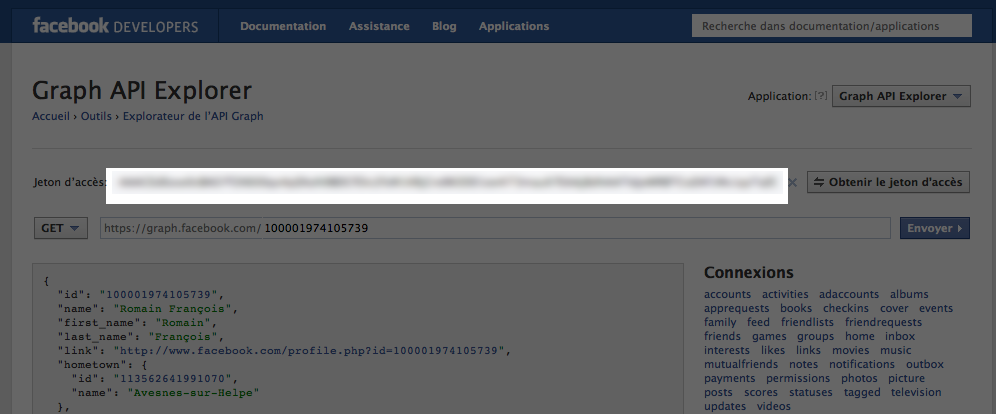 facebook DEVELOPERS Documentation Assistance Blog Applications Recherche dans documentation/applications
Graph API Explorer
Application: [?] Graph API Explorer
Accueil › Outils › Explorateur de l'API Graph
Jeton d'accès:
Obtenir le jeton d'accès
GET https://graph.facebook.com/ 100001974105739 Envoyer
{
"id": "100001974105739",
"name": "Romain François",
"first_name": "Romain",
"last_name": "François",
"link": "http://www.facebook.com/profile.php?id=100001974105739",
"hometown": {
"id": "113562641991070",
"name": "Avesnes-sur-Helpe"
},
Connexions
accounts activities adaccounts albums
apprequests books checkins cover events
family feed friendlists friendrequests
friends games groups home inbox
interests likes links movies music
mutualfriends notes notifications outbox
payments permissions photos picture
posts scores statuses tagged television
updates videos